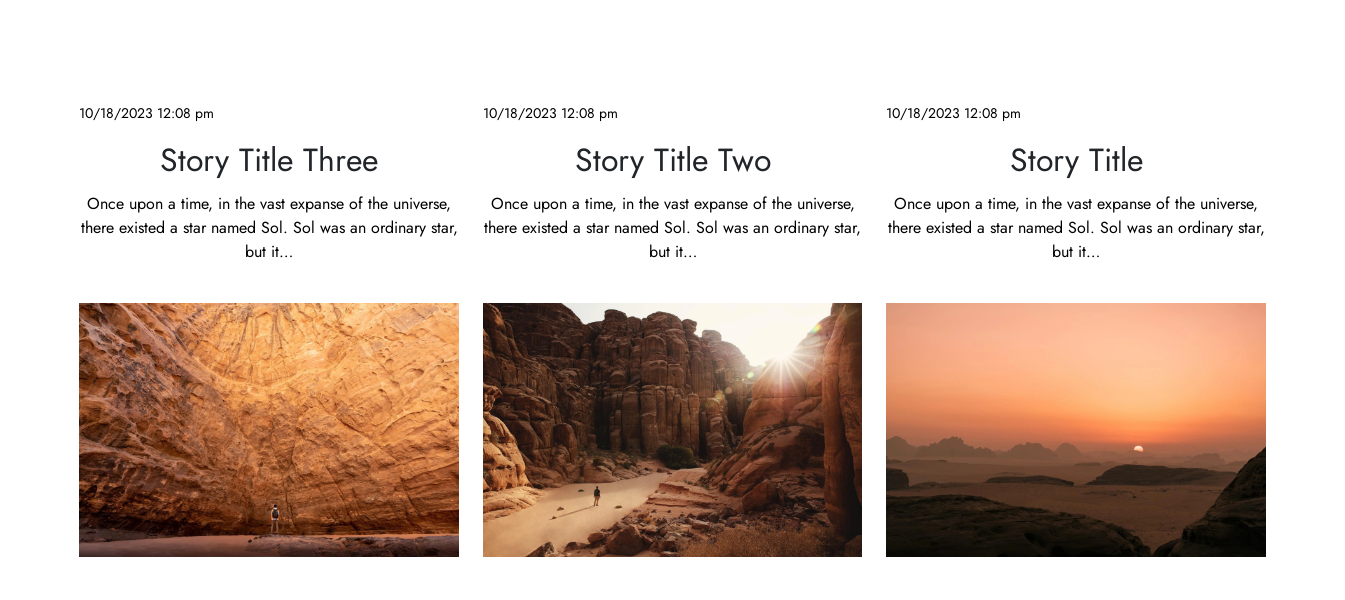 10/18/2023 12:08 pm
Story Title Three
Once upon a time, in the vast expanse of the universe,
there existed a star named Sol. Sol was an ordinary star,
but it...
10/18/2023 12:08 pm
Story Title Two
Once upon a time, in the vast expanse of the universe,
there existed a star named Sol. Sol was an ordinary star,
but it...
10/18/2023 12:08 pm
Story Title
Once upon a time, in the vast expanse of the universe,
there existed a star named Sol. Sol was an ordinary star,
but it...